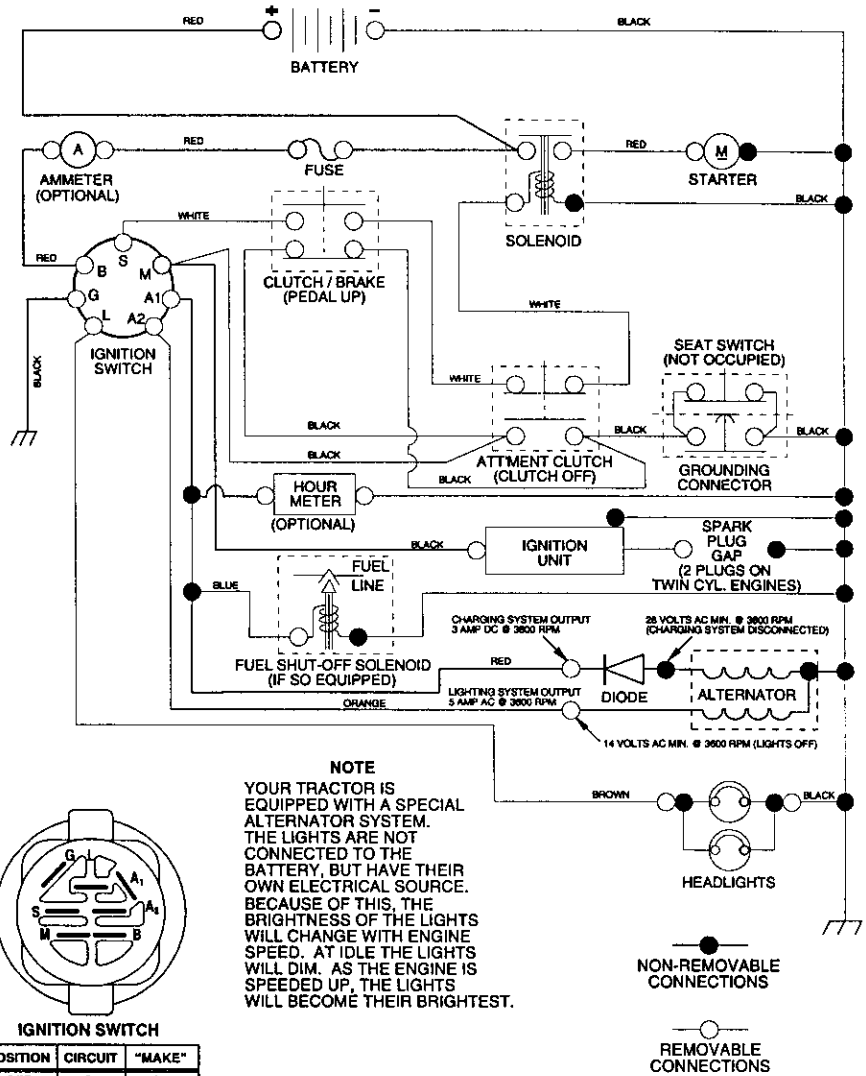 RED
+
-
BLACK
BATTERY
A
RED
AMMETER
(OPTIONAL)
FUSE
RED
M
STARTER
BLACK
SOLENOID
WHITE
CLUTCH / BRAKE
(PEDAL UP)
RED
S
B
M
G
A1
L
A2
IGNITION
SWITCH
BLACK
WHITE
SEAT SWITCH
(NOT OCCUPIED)
WHITE
BLACK
BLACK
BLACK
BLACK
BLACK
ATT'MENT CLUTCH
(CLUTCH OFF)
GROUNDING
CONNECTOR
HOUR
METER
(OPTIONAL)
BLACK
IGNITION
UNIT
SPARK
PLUG
GAP
(2 PLUGS ON
TWIN CYL. ENGINES)
BLUE
FUEL
LINE
FUEL SHUT-OFF SOLENOID
(IF SO EQUIPPED)
CHARGING SYSTEM OUTPUT
3 AMP DC @ 3600 RPM
28 VOLTS AC MIN. @ 3600 RPM
(CHARGING SYSTEM DISCONNECTED)
RED
DIODE
ALTERNATOR
LIGHTING SYSTEM OUTPUT
5 AMP AC @ 3600 RPM
ORANGE
14 VOLTS AC MIN. @ 3600 RPM (LIGHTS OFF)
BROWN
BLACK
HEADLIGHTS
NOTE
YOUR TRACTOR IS
EQUIPPED WITH A SPECIAL
ALTERNATOR SYSTEM.
THE LIGHTS ARE NOT
CONNECTED TO THE
BATTERY, BUT HAVE THEIR
OWN ELECTRICAL SOURCE.
BECAUSE OF THIS, THE
BRIGHTNESS OF THE LIGHTS
WILL CHANGE WITH ENGINE
SPEED. AT IDLE THE LIGHTS
WILL DIM. AS THE ENGINE IS
SPEEDED UP, THE LIGHTS
WILL BECOME THEIR BRIGHTEST.
G
L
A1
S
A2
M
B
IGNITION SWITCH
OSITION CIRCUIT "MAKE"
NON-REMOVABLE
CONNECTIONS
REMOVABLE
CONNECTIONS